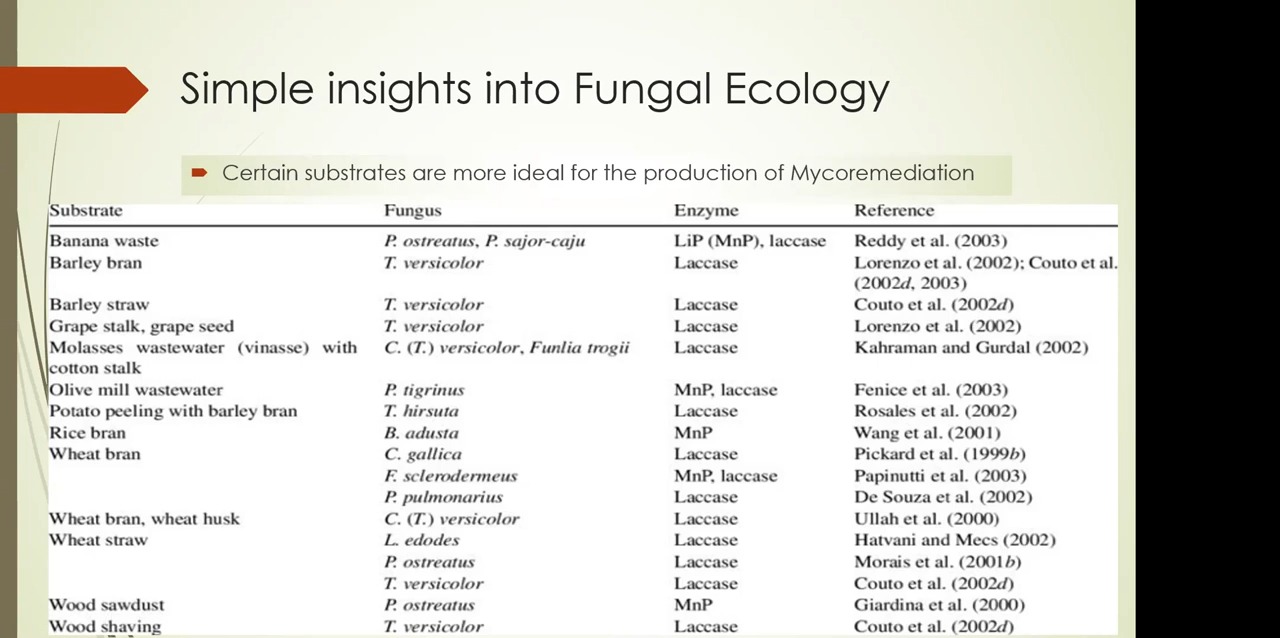 Simple insights into Fungal Ecology
Certain substrates are more ideal for the production of Mycoremediation
Substrate Fungus Enzyme Reference
Banana waste P. ostreatus, P. sajor-caju LiP (MnP), laccase Reddy et al. (2003)
Barley bran T. versicolor Laccase Lorenzo et al. (2002); Couto et al.
(2002d, 2003)
Barley straw T. versicolor Laccase Couto et al. (2002d)
Grape stalk, grape seed T. versicolor Laccase Lorenzo et al. (2002)
Molasses wastewater (vinasse) with C. (T.) versicolor, Funlia trogii Laccase Kahraman and Gurdal (2002)
cotton stalk
Olive mill wastewater P. tigrinus MnP, laccase Fenice et al. (2003)
Potato peeling with barley bran T. hirsuta Laccase Rosales et al. (2002)
Rice bran B. adusta MnP Wang et al. (2001)
Wheat bran C. gallica Laccase Pickard et al. (1999b)
F. sclerodermeus MnP, laccase Papinutti et al. (2003)
P. pulmonarius Laccase De Souza et al. (2002)
Wheat bran, wheat husk C. (T.) versicolor Laccase Ullah et al. (2000)
Wheat straw L. edodes Laccase Hatvani and Mecs (2002)
P. ostreatus Laccase Morais et al. (2001b)
T. versicolor Laccase Couto et al. (2002d)
Wood sawdust P. ostreatus MnP Giardina et al. (2000)
Wood shaving T. versicolor Laccase Couto et al. (2002d)